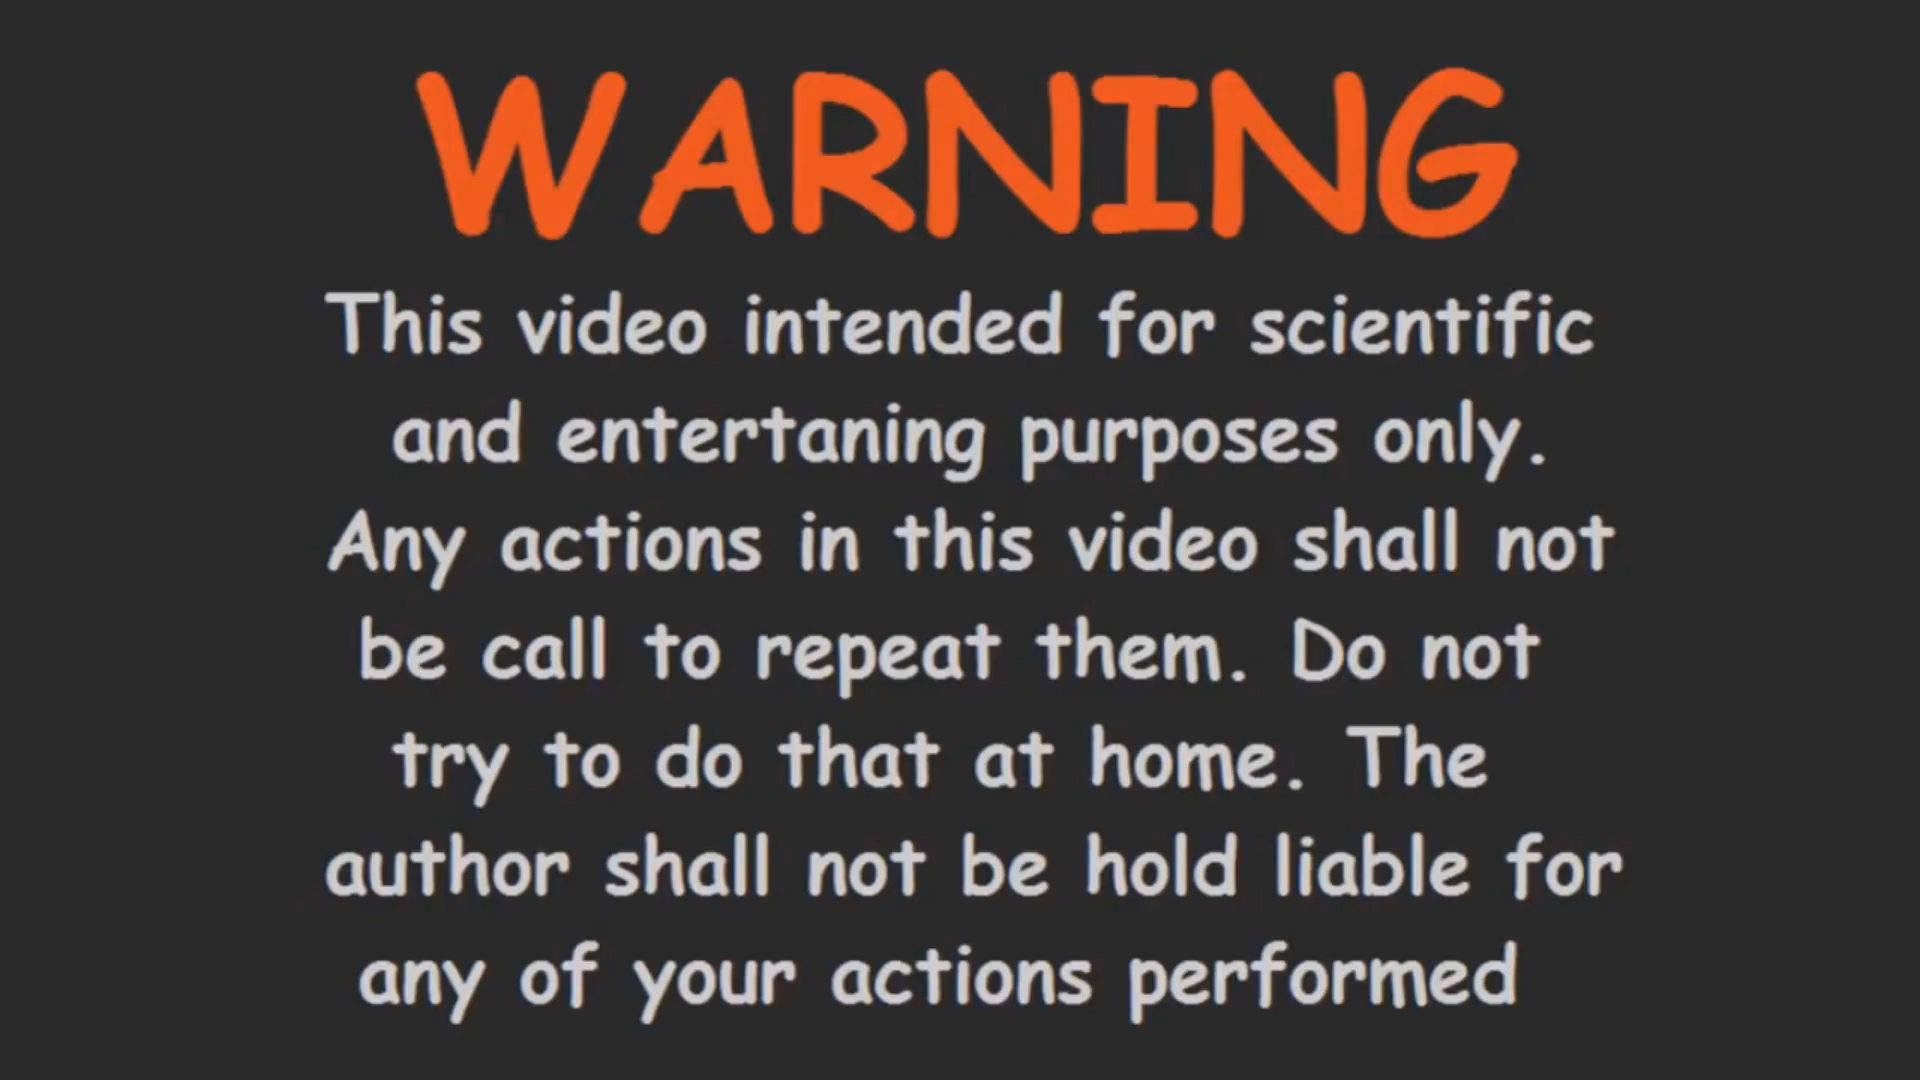 WARNING
This video intended for scientific
and entertaning purposes only.
Any actions in this video shall not
be call to repeat them. Do not
try to do that at home. The
author shall not be hold liable for
any of your actions performed